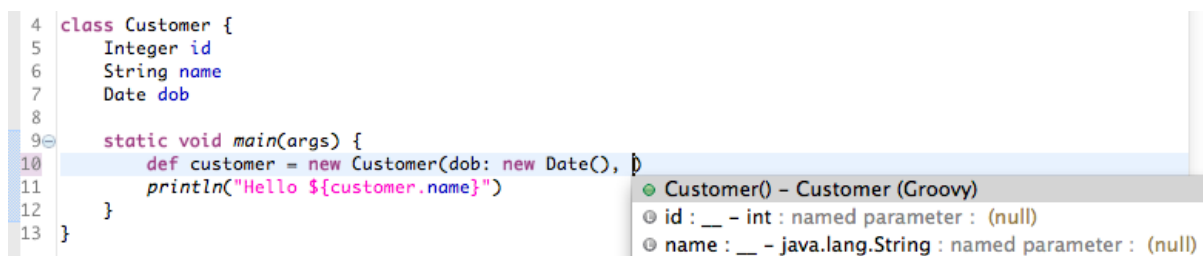 4 class Customer {
5     Integer id
6     String name
7     Date dob
8
9     static void main(args) {
10         def customer = new Customer(dob: new Date(), )
11         println("Hello ${customer.name}")
12     }
13 }
Customer() – Customer (Groovy)
id : __ – int : named parameter : (null)
name : __ – java.lang.String : named parameter : (null)